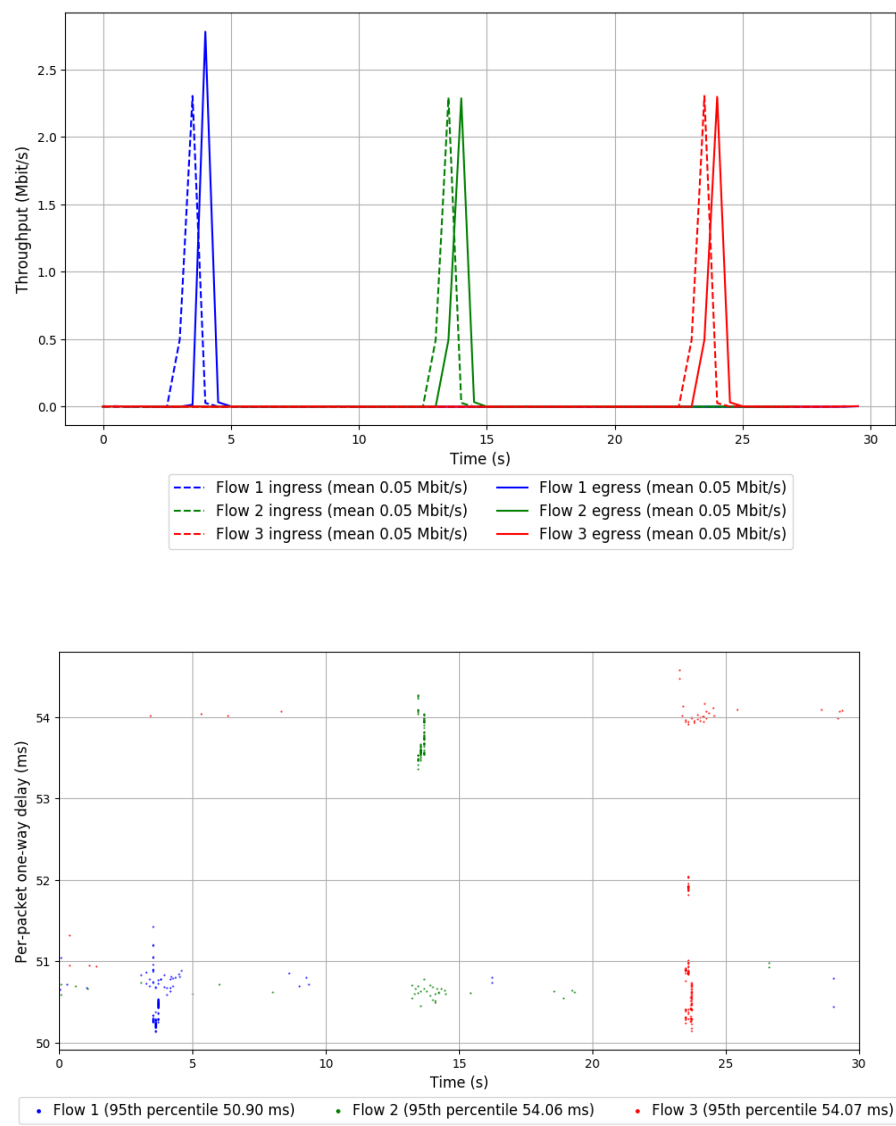 Throughput (Mbit/s)
2.5
2.0
1.5
1.0
0.5
0.0
0 5 10 15 20 25 30
Time (s)
Flow 1 ingress (mean 0.05 Mbit/s) Flow 1 egress (mean 0.05 Mbit/s)
Flow 2 ingress (mean 0.05 Mbit/s) Flow 2 egress (mean 0.05 Mbit/s)
Flow 3 ingress (mean 0.05 Mbit/s) Flow 3 egress (mean 0.05 Mbit/s)
Per-packet one-way delay (ms)
54
53
52
51
50
0 5 10 15 20 25 30
Time (s)
Flow 1 (95th percentile 50.90 ms) Flow 2 (95th percentile 54.06 ms) Flow 3 (95th percentile 54.07 ms)